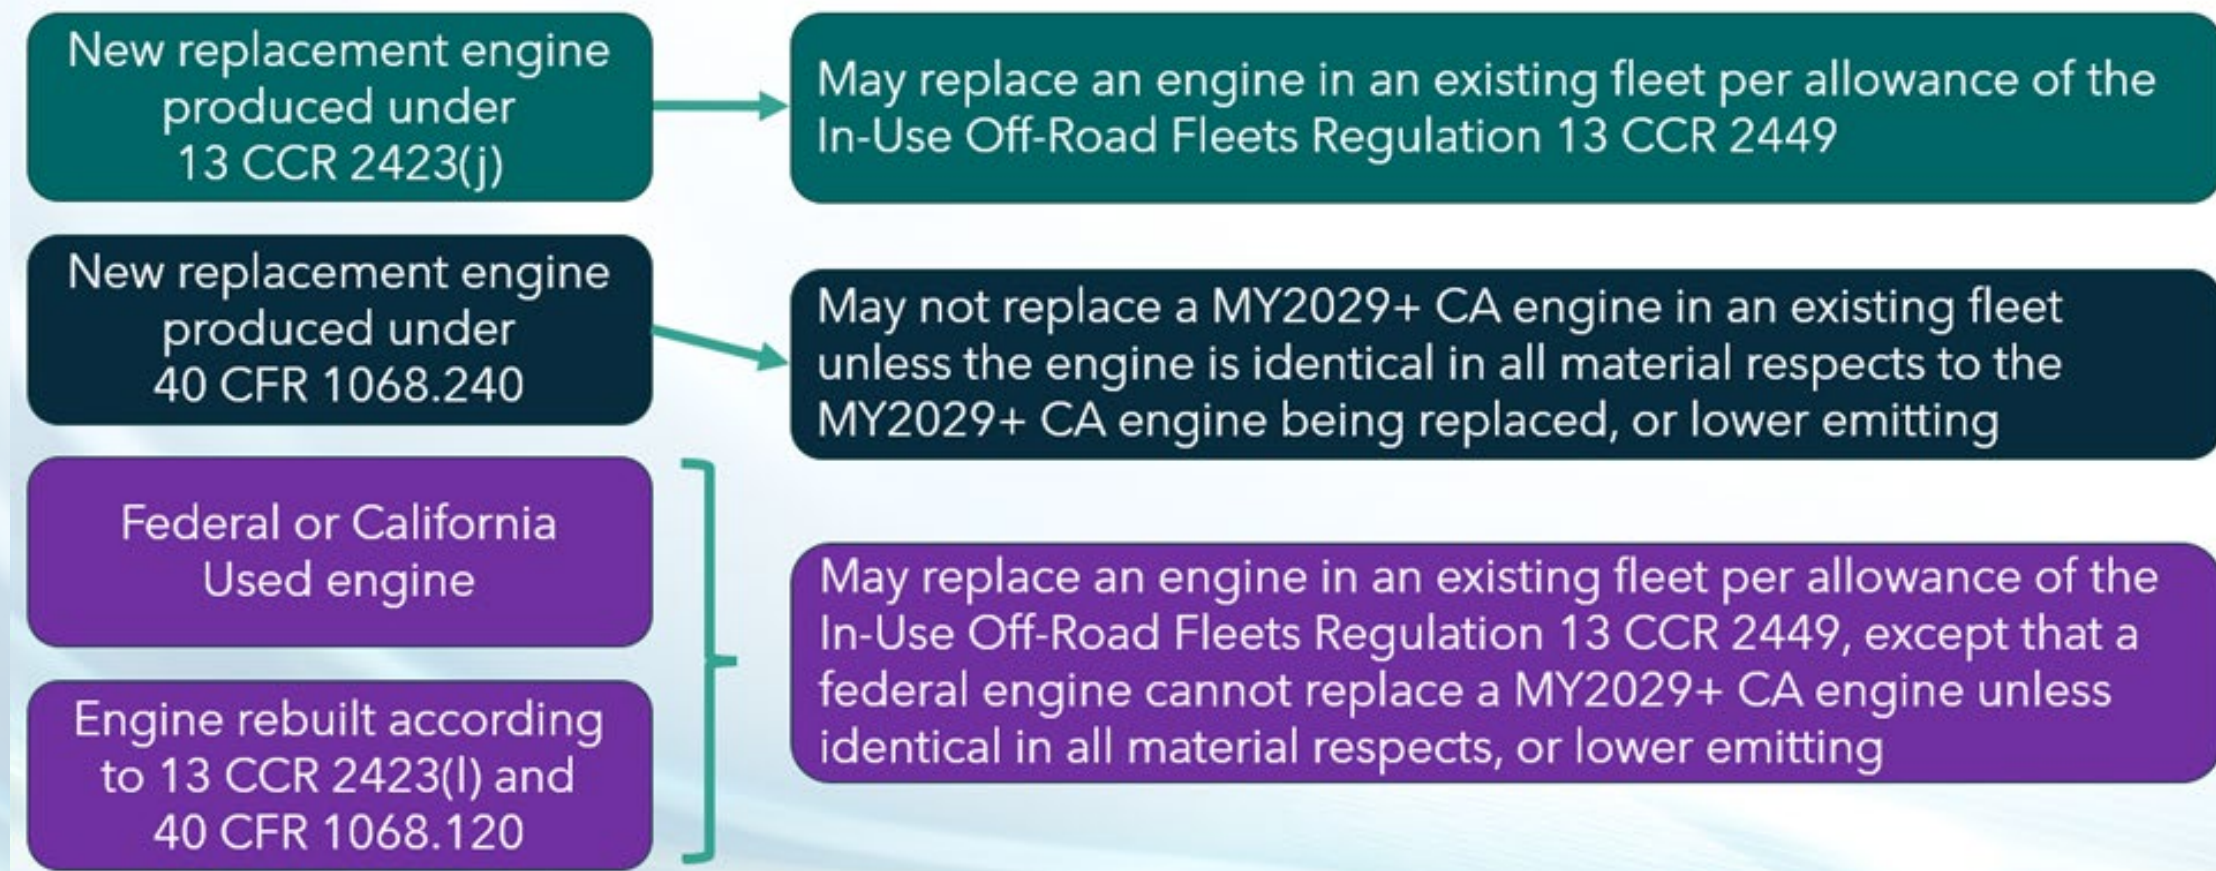 New replacement engine
produced under
13 CCR 2423(j)
May replace an engine in an existing fleet per allowance of the
In-Use Off-Road Fleets Regulation 13 CCR 2449
New replacement engine
produced under
40 CFR 1068.240
May not replace a MY2029+ CA engine in an existing fleet
unless the engine is identical in all material respects to the
MY2029+ CA engine being replaced, or lower emitting
Federal or California
Used engine
Engine rebuilt according
to 13 CCR 2423(l) and
40 CFR 1068.120
May replace an engine in an existing fleet per allowance of the
In-Use Off-Road Fleets Regulation 13 CCR 2449, except that a
federal engine cannot replace a MY2029+ CA engine unless
identical in all material respects, or lower emitting